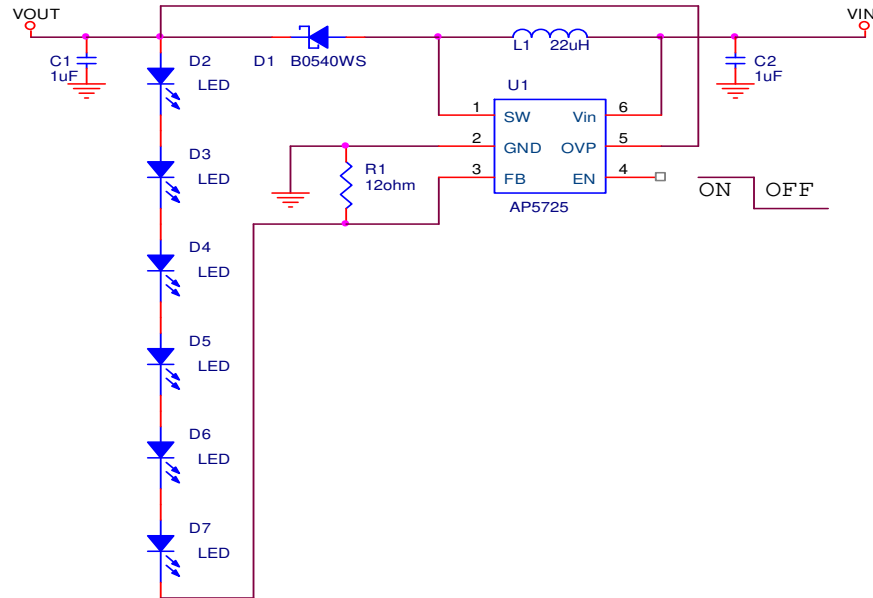 VOUT
VIN
C1
1uF
D2
LED
D1
B0540WS
L1
22uH
C2
1uF
U1
1
SW
Vin
6
2
GND
OVP
5
3
FB
EN
4
AP5725
R1
12ohm
ON
OFF
D3
LED
D4
LED
D5
LED
D6
LED
D7
LED